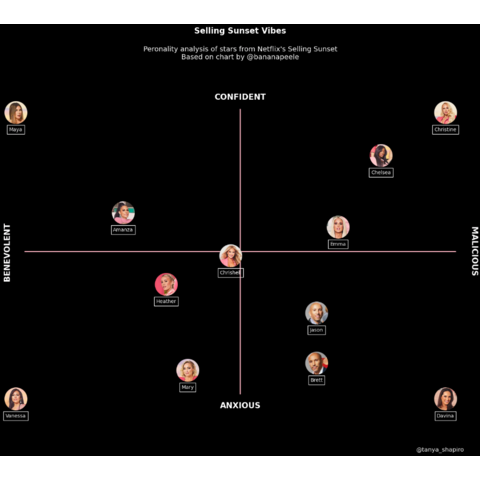 Selling Sunset Vibes
Peronality analysis of stars from Netflix's Selling Sunset
Based on chart by @bananapeele
CONFIDENT
Maya
Christine
Chelsea
Amanza
Emma
BENEVOLENT
MALICIOUS
Chrishell
Heather
Jason
Mary
Brett
ANXIOUS
Vanessa
Davina
@tanya_shapiro